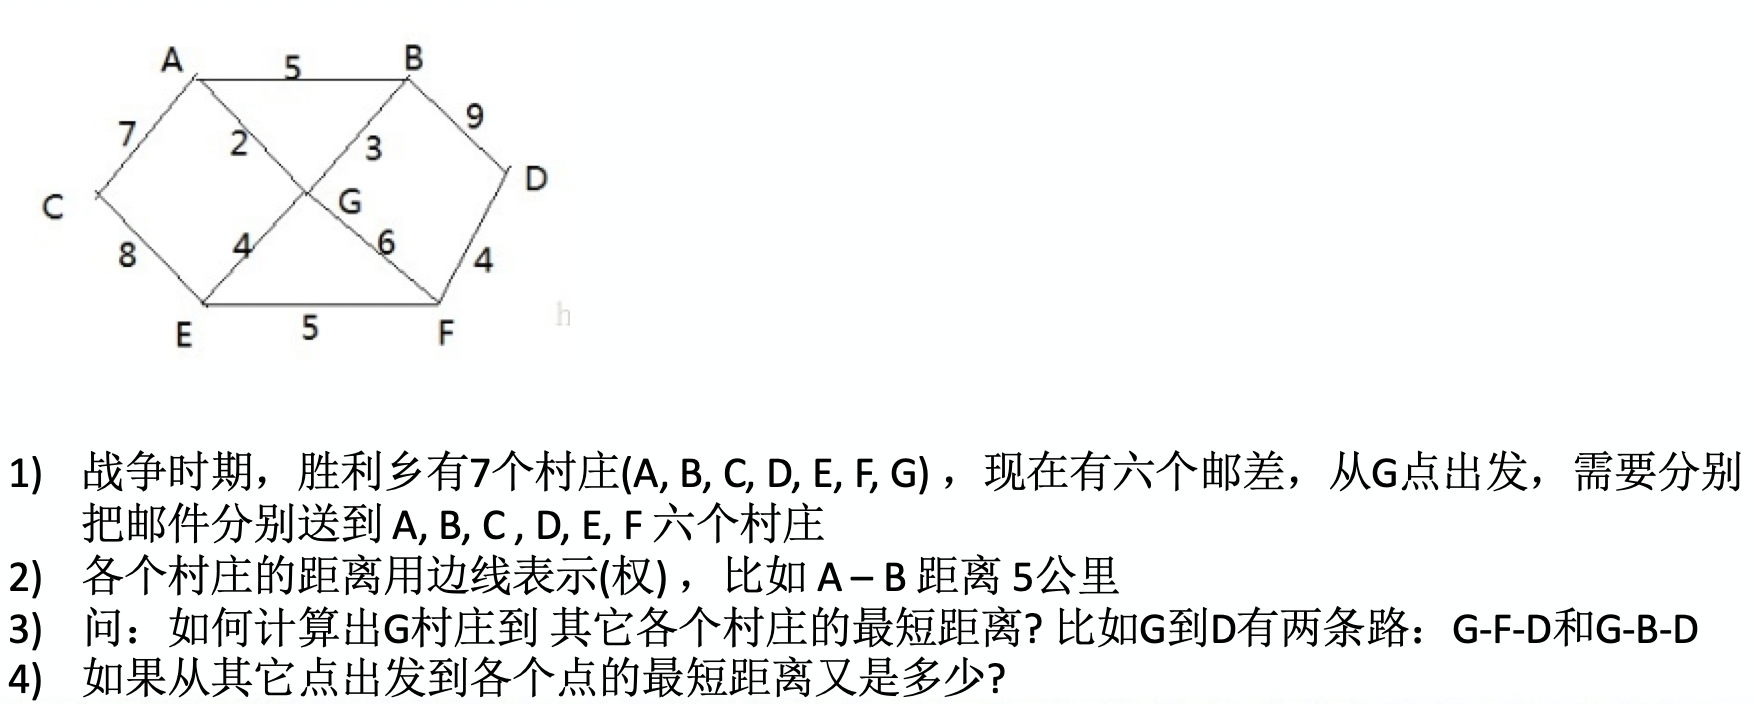 A 5 B
9
7 2 3
D
C G
8 4 6 4
h
E 5 F
1) 战争时期，胜利乡有7个村庄(A, B, C, D, E, F, G) ，现在有六个邮差，从G点出发，需要分别
把邮件分别送到 A, B, C , D, E, F 六个村庄
2) 各个村庄的距离用边线表示(权) ，比如 A – B 距离 5公里
3) 问：如何计算出G村庄到 其它各个村庄的最短距离? 比如G到D有两条路：G-F-D和G-B-D
4) 如果从其它点出发到各个点的最短距离又是多少?